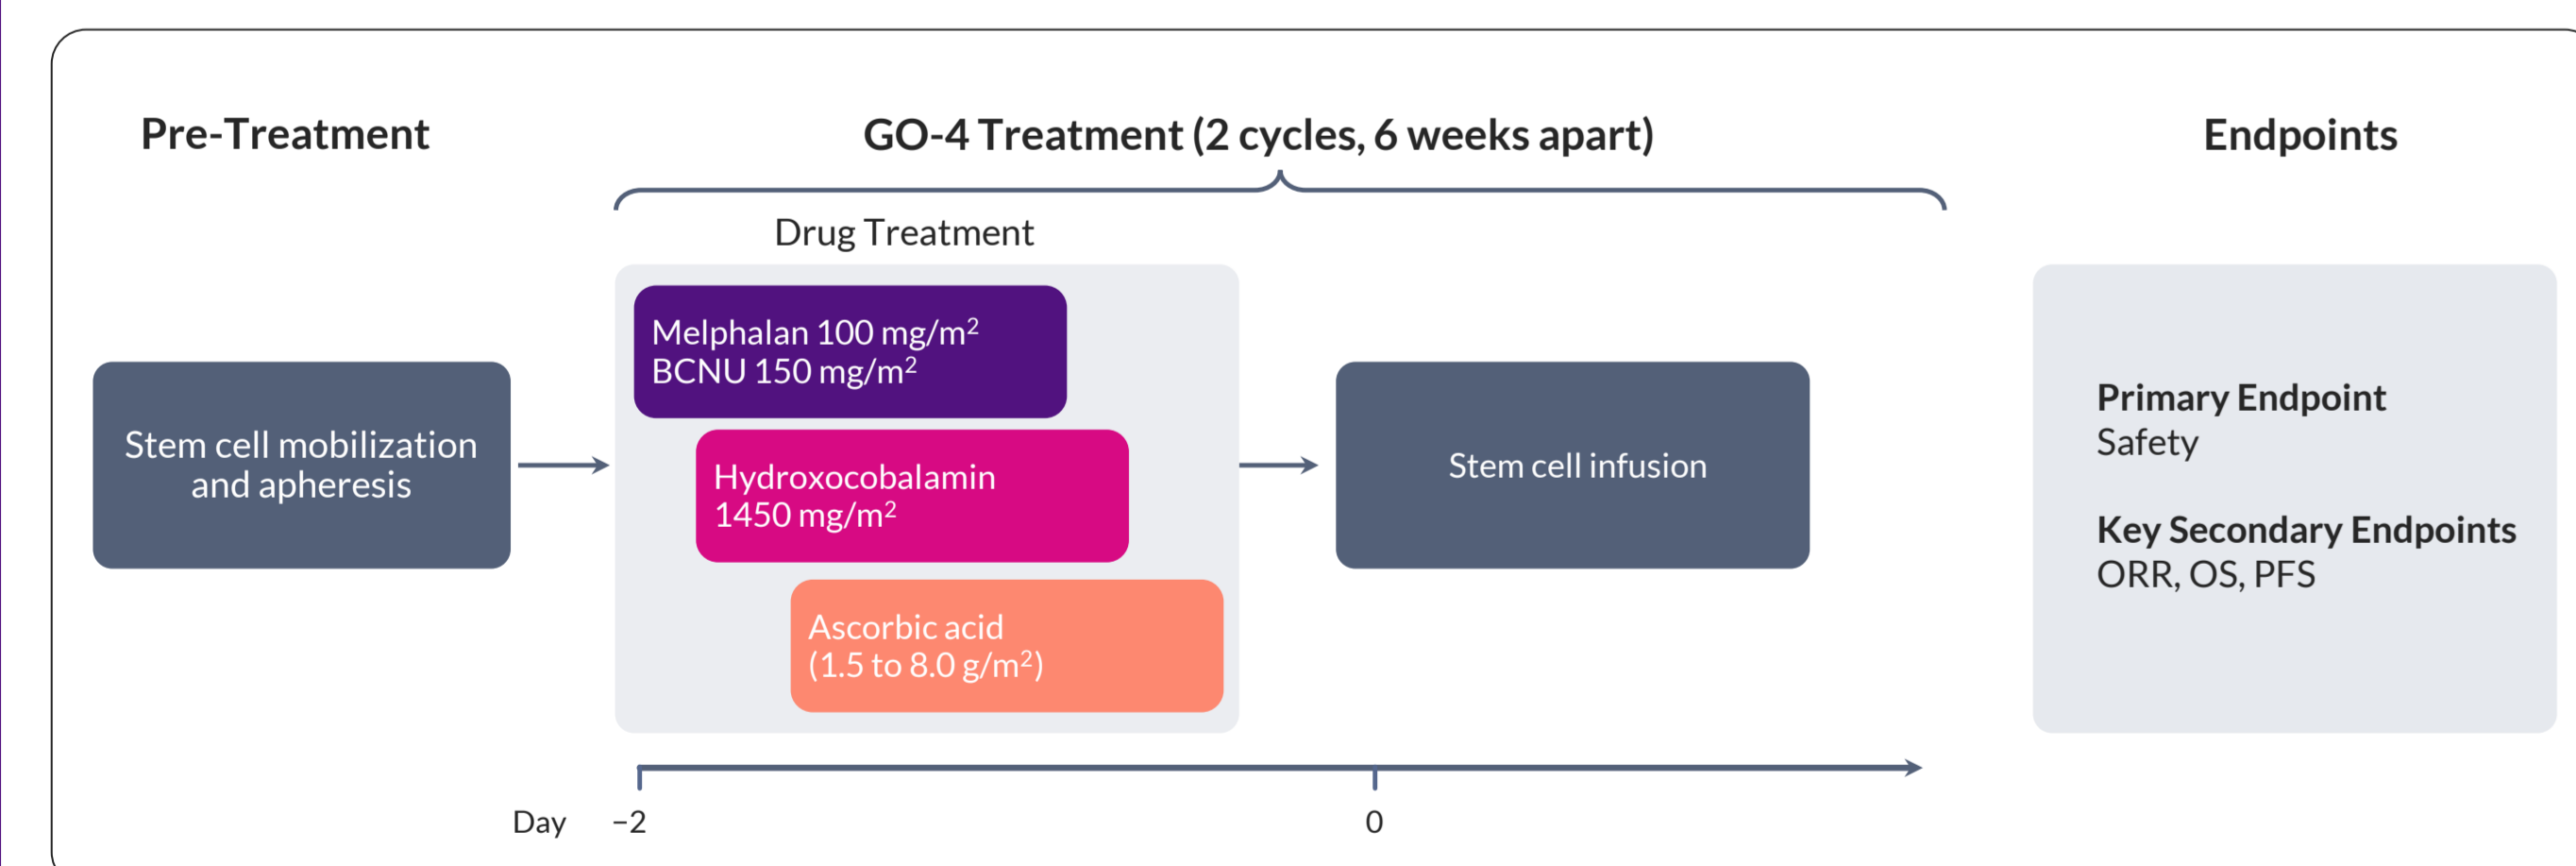 Pre-Treatment
GO-4 Treatment (2 cycles, 6 weeks apart)
Endpoints
Drug Treatment
Stem cell mobilization
and apheresis
Melphalan 100 mg/m²
BCNU 150 mg/m²
Hydroxocobalamin
1450 mg/m²
Ascorbic acid
(1.5 to 8.0 g/m²)
Stem cell infusion
Primary Endpoint
Safety
Key Secondary Endpoints
ORR, OS, PFS
Day −2 0